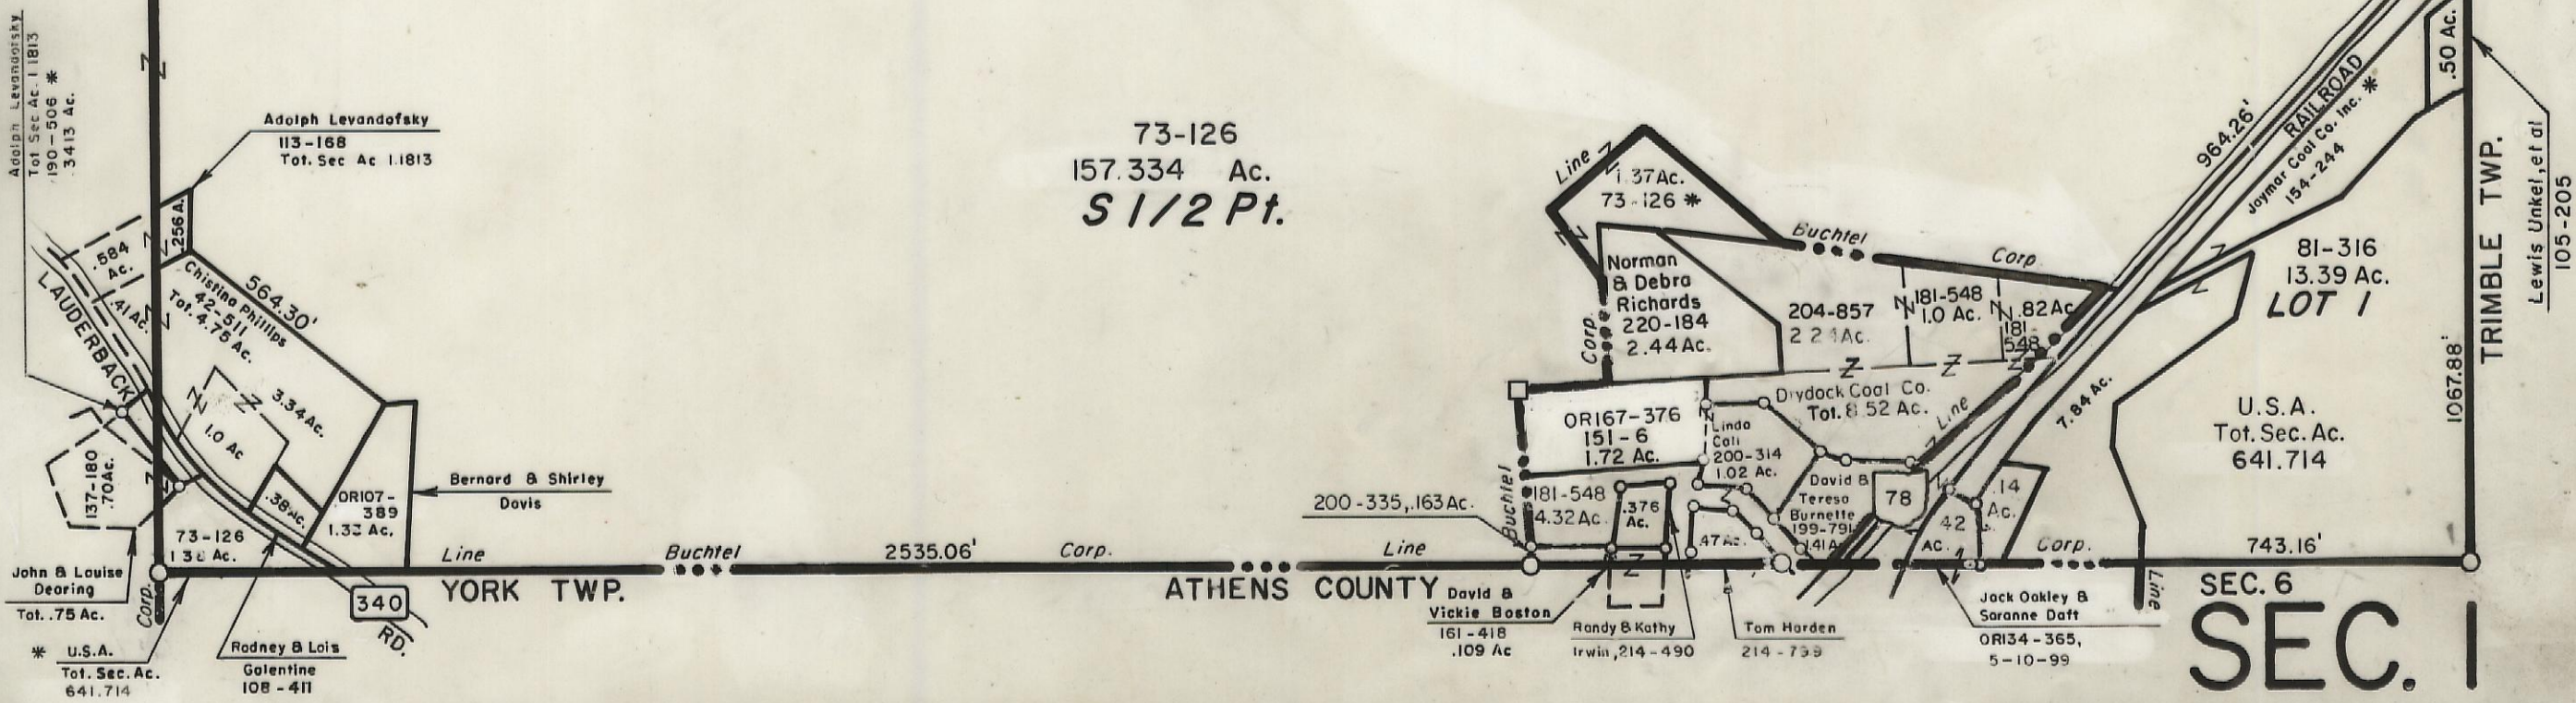 Adolph Levandofsky
Tot Sec Ac. 1.1813
190-506 *
.3413 Ac.
Adolph Levandofsky
113-168
Tot. Sec Ac 1.1813
.256 A.
.584
Ac.
.41 Ac.
LAUDERBACK
Christina Phillips
42-511
Tot. 4.75 Ac.
564.30'
3.34 Ac.
1.0 Ac
.38 Ac.
137-180
.70 Ac.
OR107-
389
Bernard & Shirley
Davis
73-126
John & Louise
Dearing
Tot. .75 Ac.
Corp.
* U.S.A.
Tot. Sec. Ac.
641.714
Rodney & Lois
Galentine
108-411
340
RD.
73-126
157.334 Ac.
S 1/2 Pt.
Line
Buchtel
2535.06'
Corp.
Line
YORK TWP.
ATHENS COUNTY
Line
1.37 Ac.
73-126 *
Buchtel
Corp
Norman
& Debra
Richards
220-184
2.44 Ac.
Corp.
204-857
181-548
1.0 Ac.
.82 Ac
181-
548
Drydock Coal Co.
Tot. 8.52 Ac.
Line
OR167-376
151-6
1.72 Ac.
Linda
Cali
200-314
1.02 Ac.
200-335, .163 Ac.
Buchtel
181-548
4.32 Ac.
.376
Ac.
.47 Ac.
David &
Teresa
Burnette
199-791
1.41 A
78
42
AC.
.14
Ac.
Corp.
743.16'
Line
David &
Vickie Boston
161-418
.109 Ac
Randy & Kathy
Irwin, 214-490
Tom Harden
Jack Oakley &
Saranne Daft
OR134-365,
5-10-99
964.26'
RAILROAD
Jaymar Coal Co. Inc. *
154-244
.50 Ac.
TRIMBLE TWP.
Lewis Unkel, et al
105-205
81-316
13.39 Ac.
LOT 1
7.84 Ac.
1067.88'
U.S.A.
Tot. Sec. Ac.
641.714
SEC. 6
SEC. 1